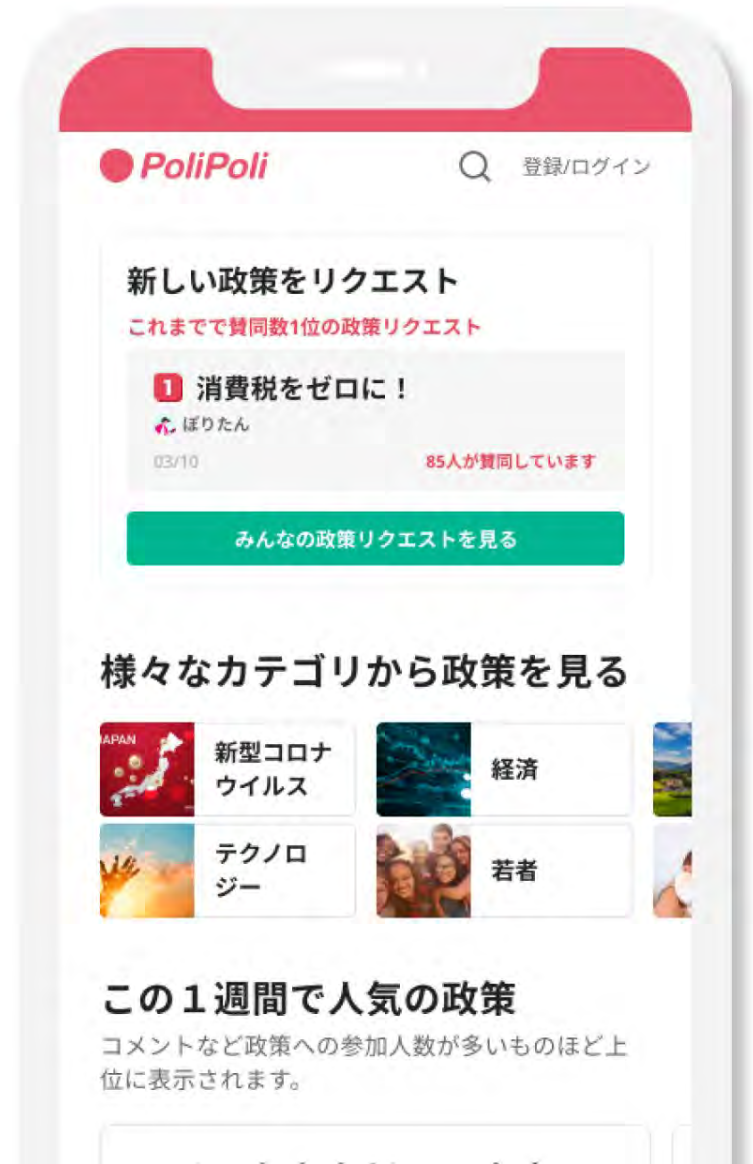 PoliPoli
登録/ログイン
新しい政策をリクエスト
これまでで賛同数1位の政策リクエスト
1 消費税をゼロに！
ぽりたん
03/10
85人が賛同しています
みんなの政策リクエストを見る
様々なカテゴリから政策を見る
JAPAN
新型コロナ
ウイルス
経済
テクノロ
ジー
若者
この１週間で人気の政策
コメントなど政策への参加人数が多いものほど上
位に表示されます。